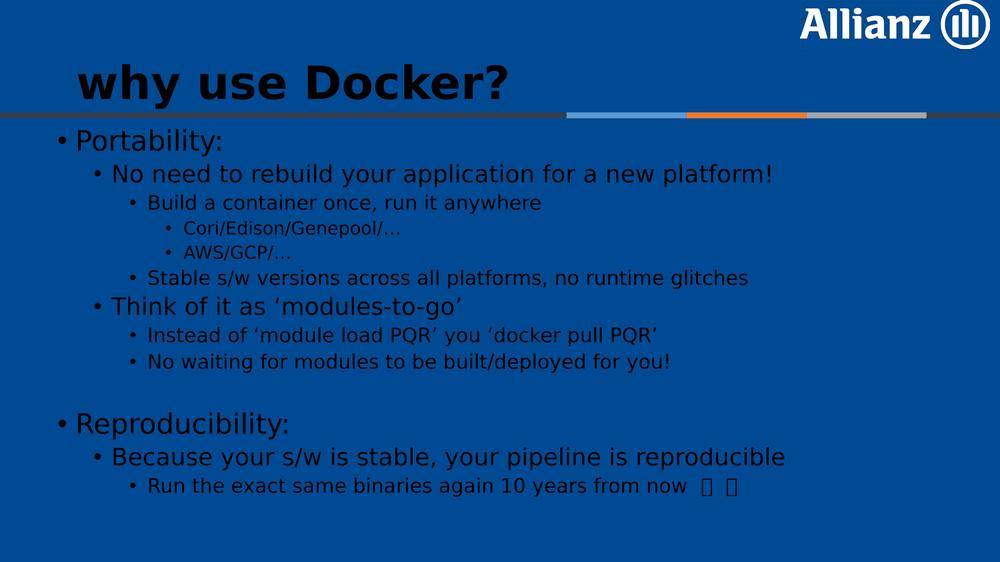 Allianz
why use Docker?
• Portability:
• No need to rebuild your application for a new platform!
• Build a container once, run it anywhere
• Cori/Edison/Genepool/…
• AWS/GCP/…
• Stable s/w versions across all platforms, no runtime glitches
• Think of it as ‘modules-to-go’
• Instead of ‘module load PQR’ you ‘docker pull PQR’
• No waiting for modules to be built/deployed for you!
• Reproducibility:
• Because your s/w is stable, your pipeline is reproducible
• Run the exact same binaries again 10 years from now